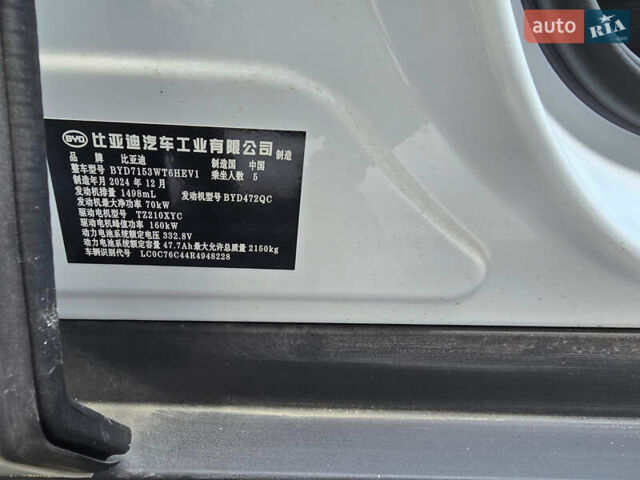 auto RIA
.com
BYD 比亚迪汽车工业有限公司 制造
品 牌 比亚迪 制造国 中国
整车型号 BYD7153WT6HEV1 乘坐人数 5
制造年月 2024 年 12 月
发动机排量 1498mL 发动机型号 BYD472QC
发动机最大净功率 70kW
驱动电机型号 TZ210XYC
驱动电机峰值功率 160kW
动力电池系统额定电压 332.8V
动力电池系统额定容量 47.7Ah 最大允许总质量 2150kg
车辆识别代号 LC0C76C44R4948228